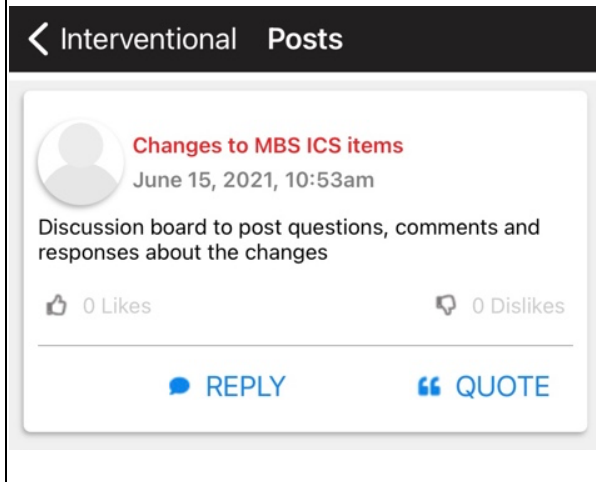 Interventional Posts
Changes to MBS ICS items
June 15, 2021, 10:53am
Discussion board to post questions, comments and
responses about the changes
0 Likes 0 Dislikes
REPLY QUOTE